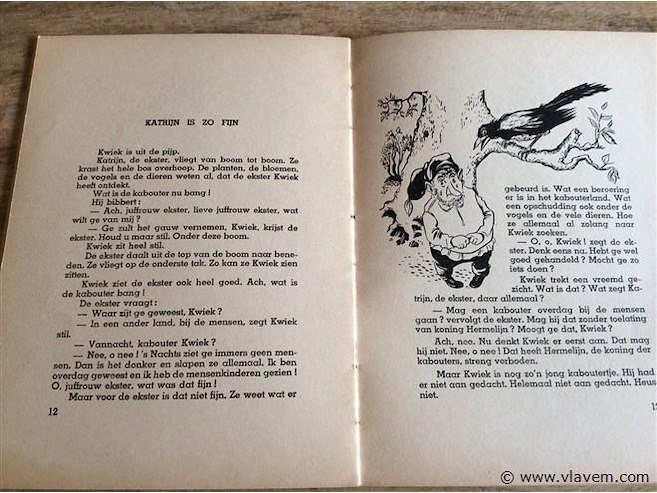 KATRIJN IS ZO FIJN
Kwiek is uit de pijp.
Katrijn, de ekster, vliegt van boom tot boom. Ze
krast het hele bos overhoop. De planten, de bloemen,
de vogels en de dieren weten al, dat de ekster Kwiek
heeft ontdekt.
Wat is de kabouter nu bang !
Hij bibbert :
— Ach, juffrouw ekster, lieve juffrouw ekster, wat
wilt ge van mij ?
— Ge zult het gauw vernemen, Kwiek, krijst de
ekster. Houd u maar stil. Onder deze boom.
Kwiek zit heel stil.
De ekster daalt uit de top van de boom naar bene-
den. Ze vliegt op de onderste tak. Zo kan ze Kwiek zien
zitten.
Kwiek ziet de ekster ook heel goed. Ach, wat is
de kabouter bang !
De ekster vraagt :
— Waar zijt ge geweest, Kwiek ?
— In een ander land, bij de mensen, zegt Kwiek
stil.
— Vannacht, kabouter Kwiek ?
— Nee, o nee ! 's Nachts ziet ge immers geen men-
sen. Dan is het donker en slapen ze allemaal. Ik ben
overdag geweest en ik heb de mensenkinderen gezien !
O, juffrouw ekster, wat was dat fijn !
Maar voor de ekster is dat niet fijn. Ze weet wat er
12
gebeurd is. Wat een beroering
er is in het kabouterland. Wat
een opschudding ook onder de
vogels en de vele dieren. Hoe
ze allemaal al zolang naar
Kwiek zoeken.
— O, o, Kwiek ! zegt de ek-
ster. Denk eens na. Hebt ge wel
goed gehandeld ? Mocht ge zo
iets doen ?
Kwiek trekt een vreemd ge-
zicht. Wat is dat ? Wat zegt Ka-
trijn, de ekster, daar allemaal ?
— Mag een kabouter overdag bij de mensen
gaan ? vervolgt de ekster. Mag hij dat zonder toelating
van koning Hermelijn ? Moogt ge dat, Kwiek ?
Ach, nee. Nu denkt Kwiek er eerst aan. Dat mag
hij niet. Nee, o nee ! Dat heeft Hermelijn, de koning der
kabouters, streng verboden.
Maar Kwiek is nog zo'n jong kaboutertje. Hij had
er niet aan gedacht. Helemaal niet aan gedacht. Heus
niet.
© www.vlavem.com